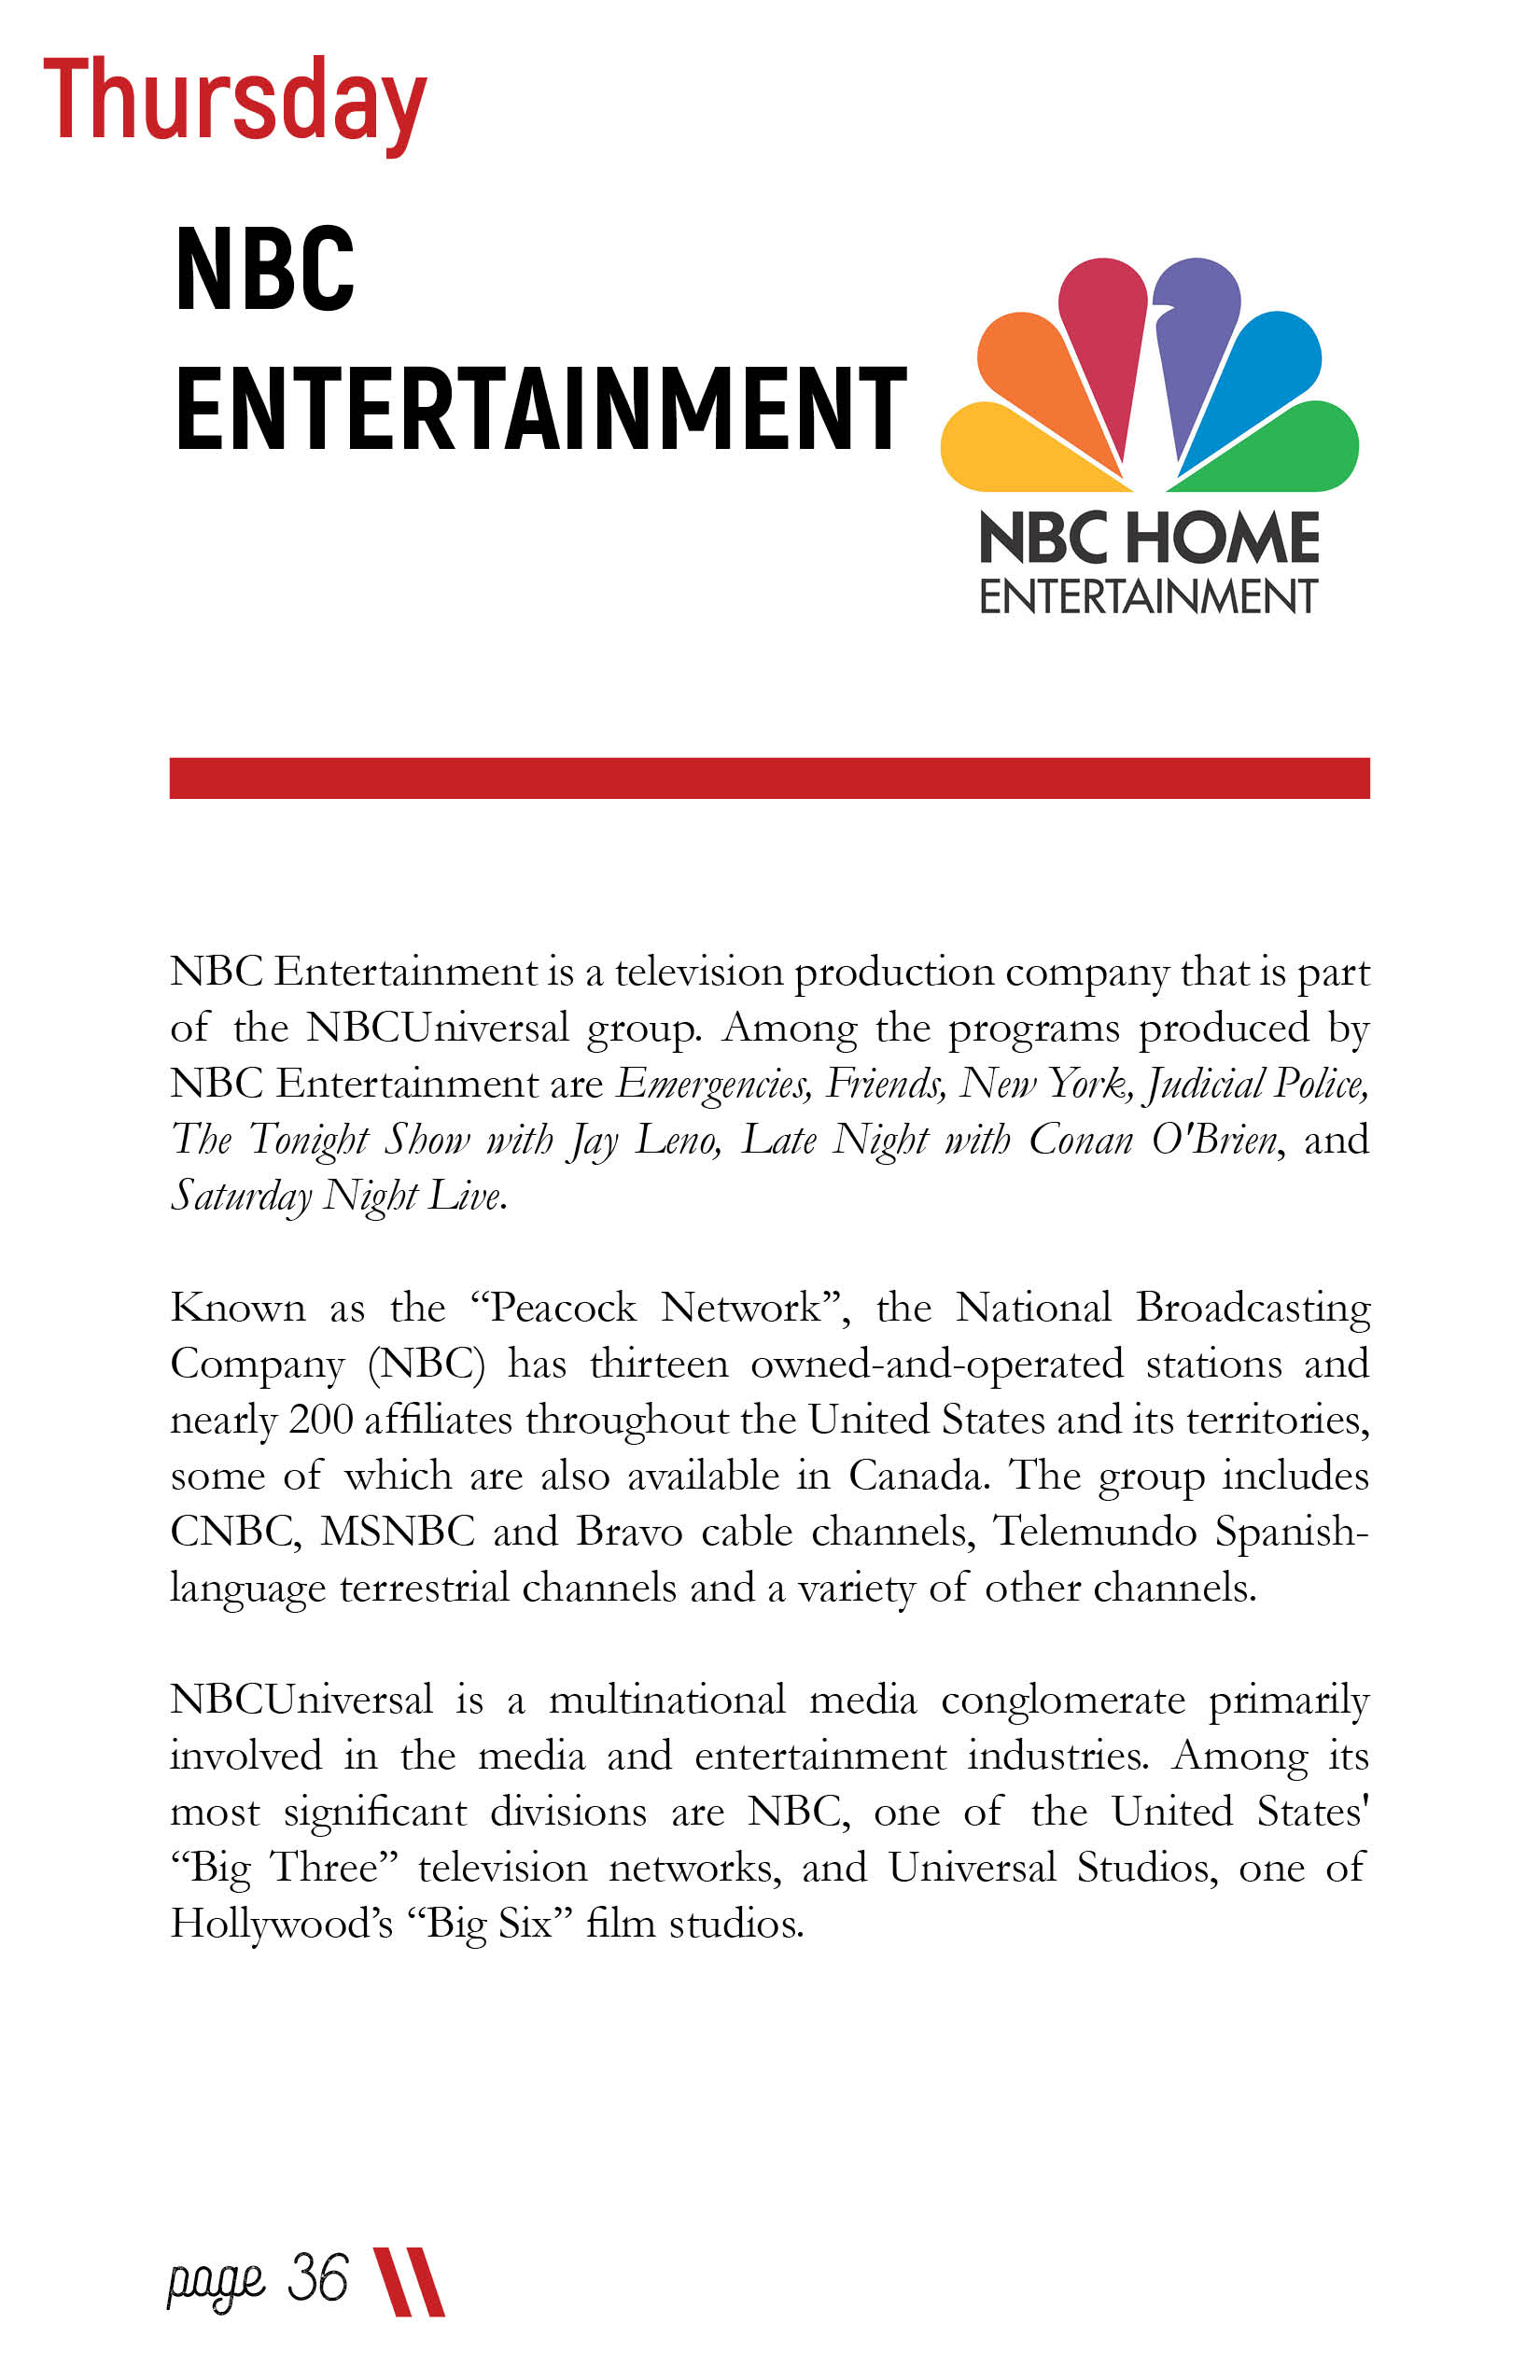 Thursday
NBC
ENTERTAINMENT
NBC HOME
ENTERTAINMENT
NBC Entertainment is a television production company that is part
of the NBCUniversal group. Among the programs produced by
NBC Entertainment are Emergencies, Friends, New York, Judicial Police,
The Tonight Show with Jay Leno, Late Night with Conan O'Brien, and
Saturday Night Live.
Known as the “Peacock Network”, the National Broadcasting
Company (NBC) has thirteen owned-and-operated stations and
nearly 200 affiliates throughout the United States and its territories,
some of which are also available in Canada. The group includes
CNBC, MSNBC and Bravo cable channels, Telemundo Spanish-
language terrestrial channels and a variety of other channels.
NBCUniversal is a multinational media conglomerate primarily
involved in the media and entertainment industries. Among its
most significant divisions are NBC, one of the United States'
“Big Three” television networks, and Universal Studios, one of
Hollywood’s “Big Six” film studios.
page 36